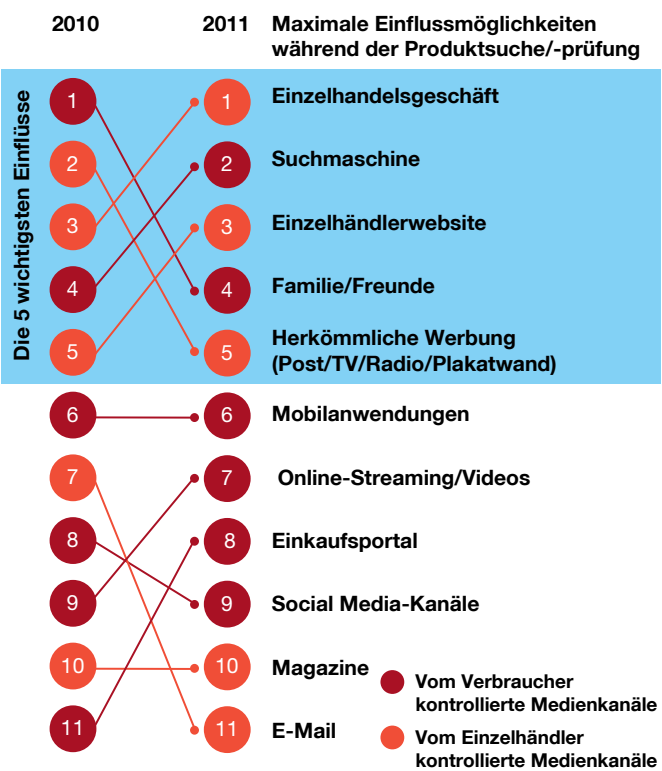 2010 2011 Maximale Einflussmöglichkeiten
während der Produktsuche/-prüfung
Die 5 wichtigsten Einflüsse
1 1 Einzelhandelsgeschäft
2 2 Suchmaschine
3 3 Einzelhändlerwebsite
4 4 Familie/Freunde
5 5 Herkömmliche Werbung
(Post/TV/Radio/Plakatwand)
6 6 Mobilanwendungen
7 7 Online-Streaming/Videos
8 8 Einkaufsportal
9 9 Social Media-Kanäle
10 10 Magazine
11 11 E-Mail
Vom Verbraucher
kontrollierte Medienkanäle
Vom Einzelhändler
kontrollierte Medienkanäle